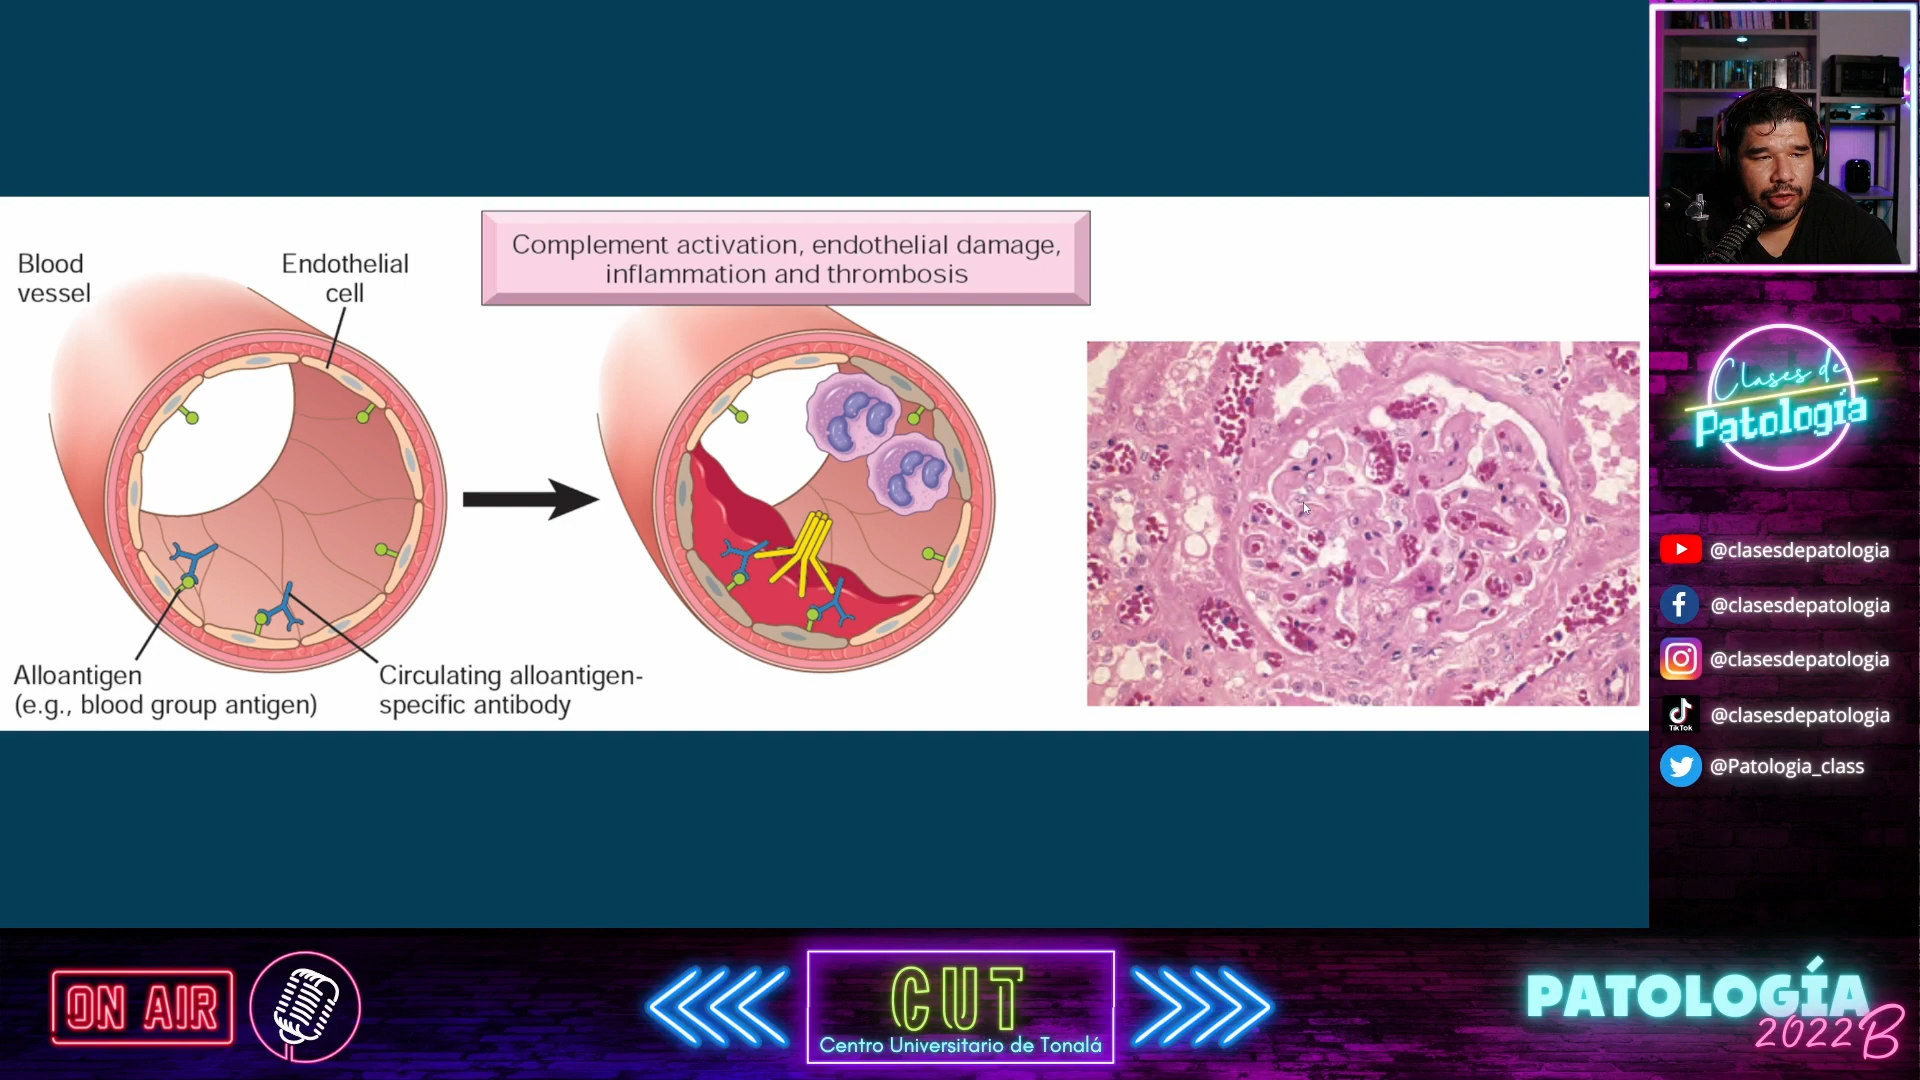 Complement activation, endothelial damage,
inflammation and thrombosis
Blood
vessel
Endothelial
cell
Alloantigen
(e.g., blood group antigen)
Circulating alloantigen-
specific antibody
Clases de
Patología
@clasesdepatologia
@clasesdepatologia
@clasesdepatologia
TikTok
@clasesdepatologia
@Patologia_class
ON AIR
CUT
Centro Universitario de Tonalá
PATOLOGÍA
2022B